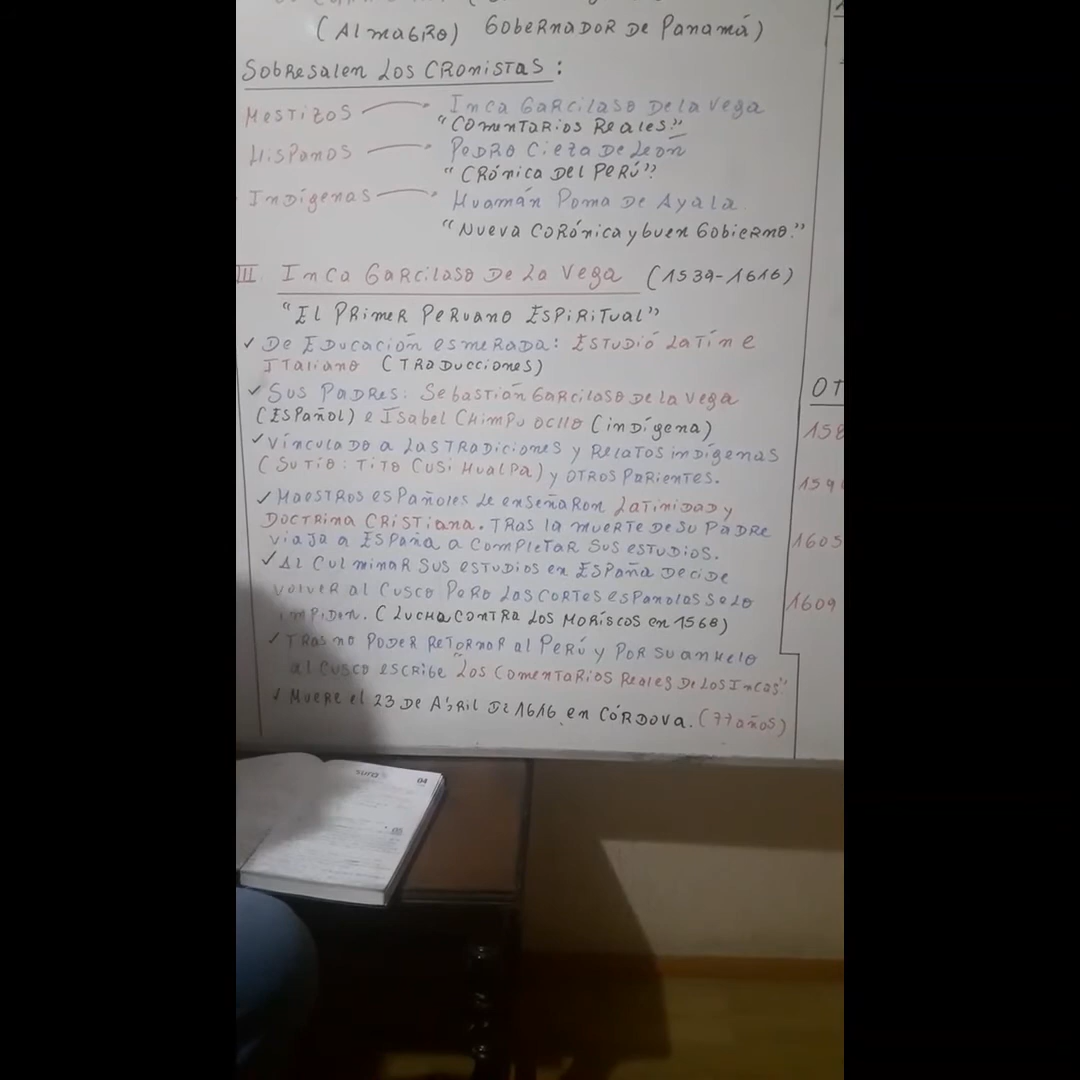 (Almagro) Gobernador de Panamá)
Sobresalen los cronistas:
Mestizos Inca Garcilaso de la Vega
"Comentarios Reales."
Hispanos Pedro Cieza de León
"Crónica del Perú"
Indígenas Huamán Poma de Ayala
"Nueva Corónica y buen Gobierno."
III. Inca Garcilaso de la Vega (1539-1616)
"El Primer Peruano Espiritual"
✓ De Educación esmerada: Estudió Latín e
Italiano (Traducciones)
✓ Sus Padres: Sebastián Garcilaso de la Vega
(Español) e Isabel Chimpu Ocllo (indígena)
✓ Vinculado a las tradiciones y relatos indígenas
(Su tío: Tito Cusi Hualpa) y otros parientes.
✓ Maestros españoles le enseñaron Latinidad y
Doctrina Cristiana. Tras la muerte de su padre
viaja a España a completar sus estudios.
✓ Al culminar sus estudios en España decide
volver al Cusco pero las cortes españolas se lo
impiden. (Lucha contra los moriscos en 1568)
✓ Tras no poder retornar al Perú y por su anhelo
al Cusco escribe "Los Comentarios Reales de los Incas"
✓ Muere el 23 de Abril de 1616 en Córdova. (77 años)
OT
158
159
1605
1609
suno
04